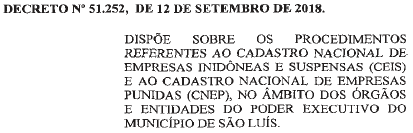 DECRETO Nº 51.252, DE 12 DE SETEMBRO DE 2018.
DISPÕE SOBRE OS PROCEDIMENTOS
REFERENTES AO CADASTRO NACIONAL DE
EMPRESAS INIDÔNEAS E SUSPENSAS (CEIS)
E AO CADASTRO NACIONAL DE EMPRESAS
PUNIDAS (CNEP), NO ÂMBITO DOS ÓRGÃOS
E ENTIDADES DO PODER EXECUTIVO DO
MUNICÍPIO DE SÃO LUÍS.